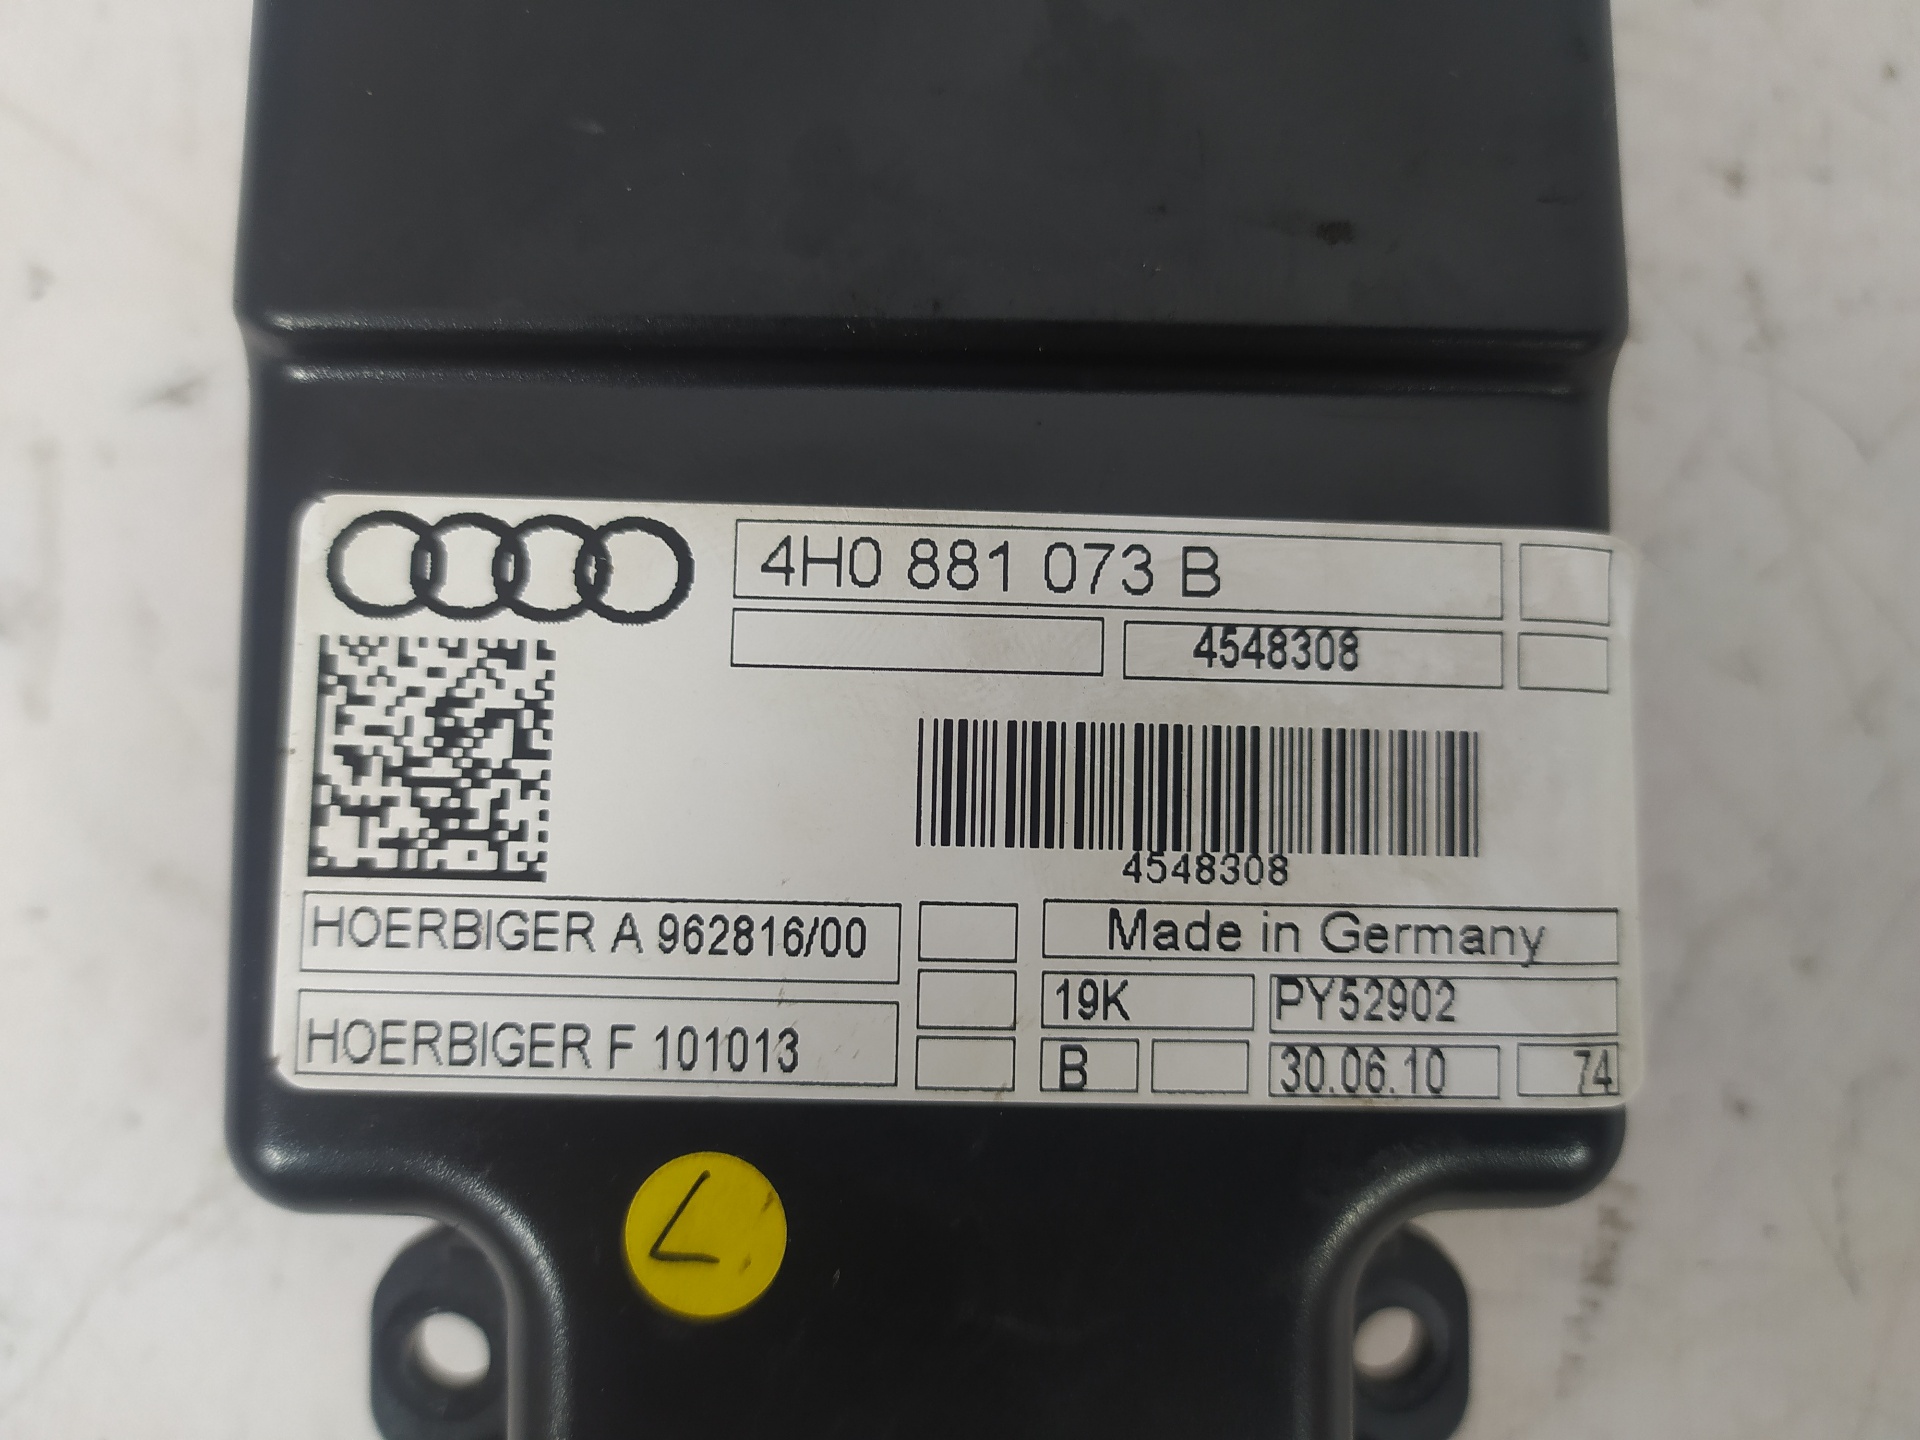 4H0 881 073 B
4548308
4548308
HOERBIGER A 962816/00
Made in Germany
19K
PY52902
HOERBIGER F 101013
B
30.06.10
74
L